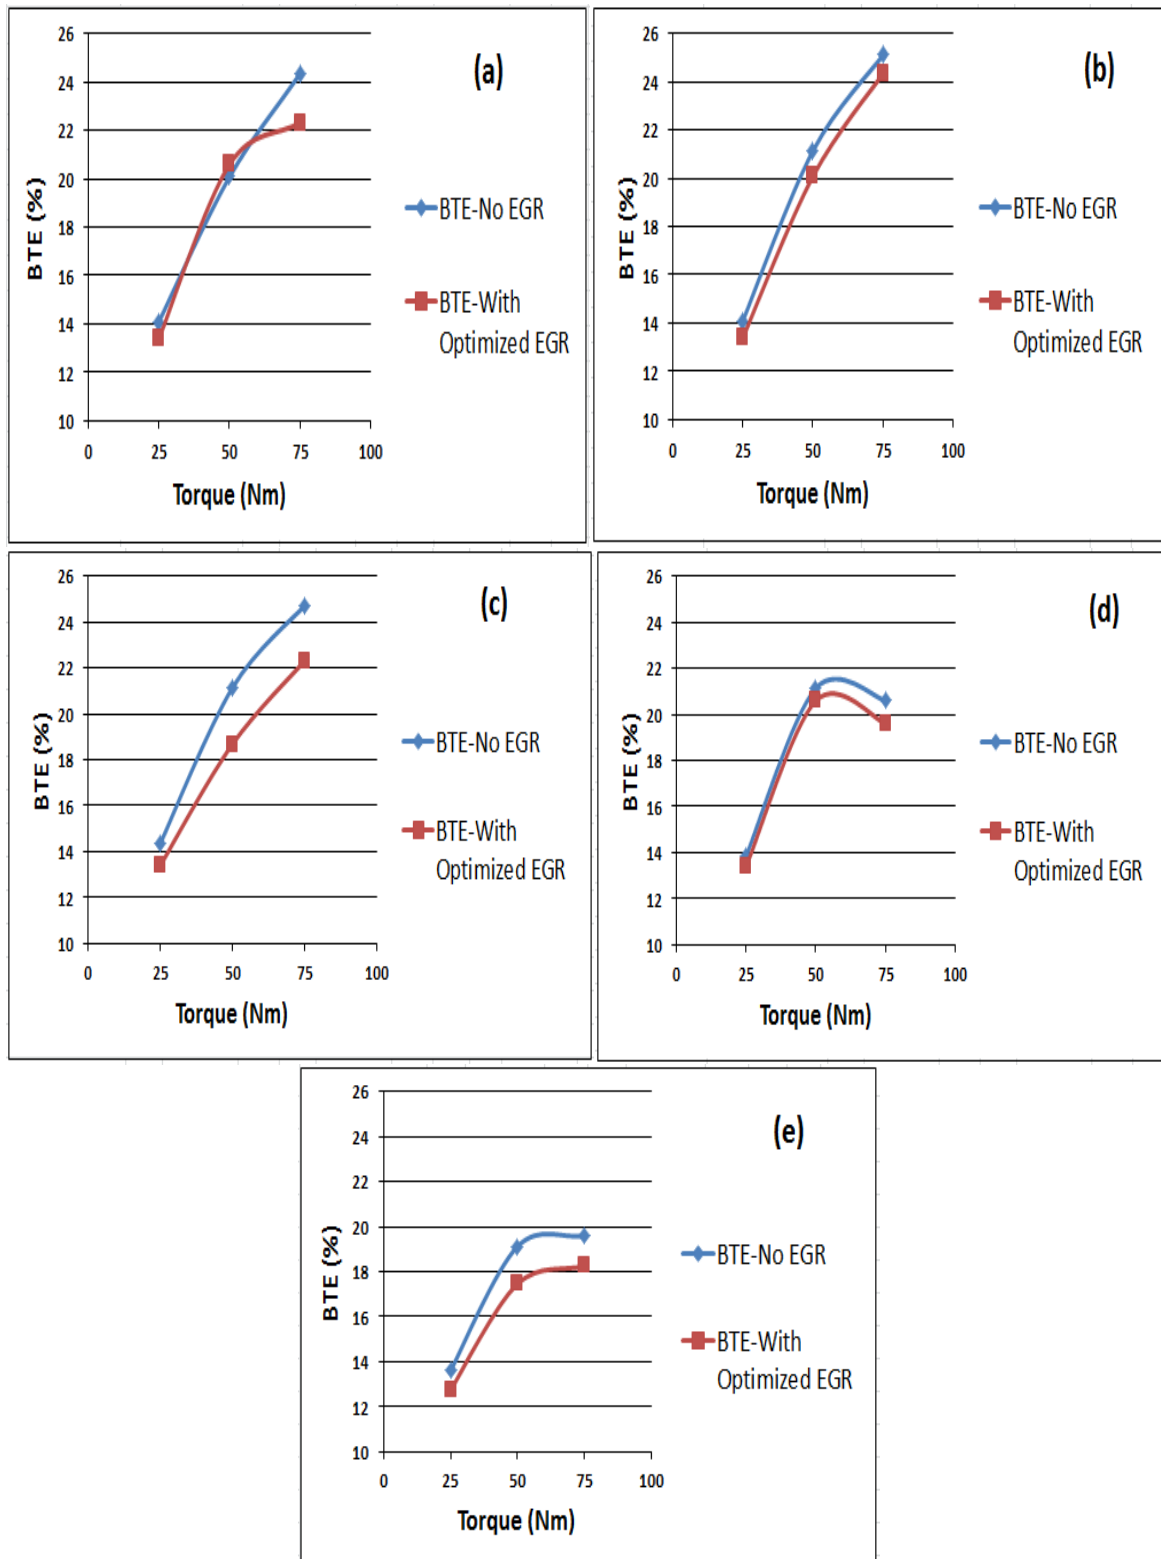 (a)
26
24
22
20
18
16
14
12
10
0 25 50 75 100
BTE (%)
Torque (Nm)
BTE-No EGR
BTE-With
Optimized EGR
(b)
26
24
22
20
18
16
14
12
10
0 25 50 75 100
BTE (%)
Torque (Nm)
BTE-No EGR
BTE-With
Optimized EGR
(c)
26
24
22
20
18
16
14
12
10
0 25 50 75 100
BTE (%)
Torque (Nm)
BTE-No EGR
BTE-With
Optimized EGR
(d)
26
24
22
20
18
16
14
12
10
0 25 50 75 100
BTE (%)
Torque (Nm)
BTE-No EGR
BTE-With
Optimized EGR
(e)
26
24
22
20
18
16
14
12
10
0 25 50 75 100
BTE (%)
Torque (Nm)
BTE-No EGR
BTE-With
Optimized EGR